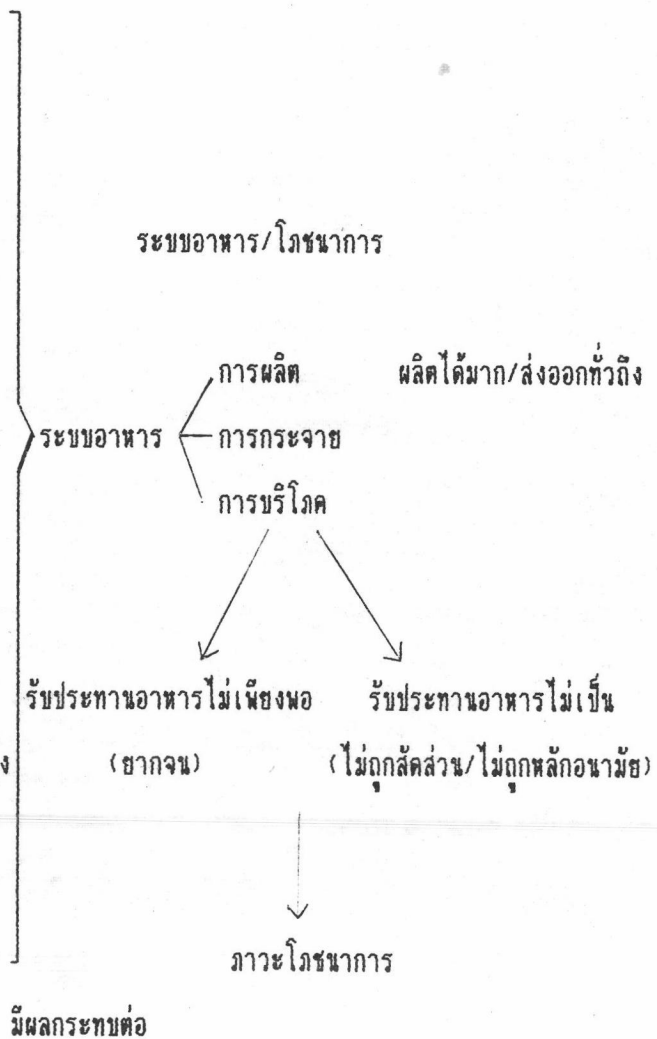 ระบบอาหาร/โภชนาการ
การผลิต ผลิตได้มาก/ส่งออกทั่วถึง
ระบบอาหาร การกระจาย
การบริโภค
รับประทานอาหารไม่เพียงพอ รับประทานอาหารไม่เป็น
(ยากจน) (ไม่ถูกสัดส่วน/ไม่ถูกหลักอนามัย)
ภาวะโภชนาการ
มีผลกระทบต่อ